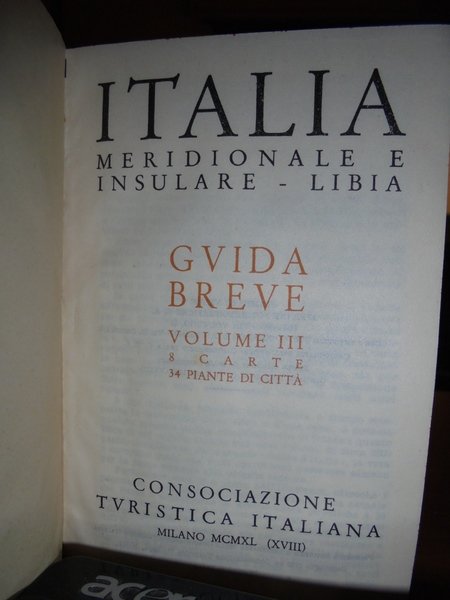 ITALIA
MERIDIONALE E
INSULARE - LIBIA
GVIDA
BREVE
VOLUME III
8 CARTE
34 PIANTE DI CITTÀ
CONSOCIAZIONE
TVRISTICA ITALIANA
MILANO MCMXL (XVIII)
acer